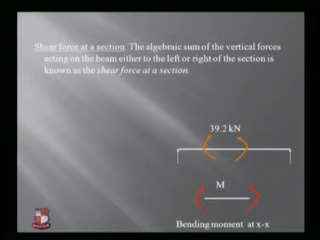 Shear force at a section: The algebraic sum of the vertical forces
acting on the beam either to the left or right of the section is
known as the shear force at a section.
39.2 kN
M
Bending moment at x-x